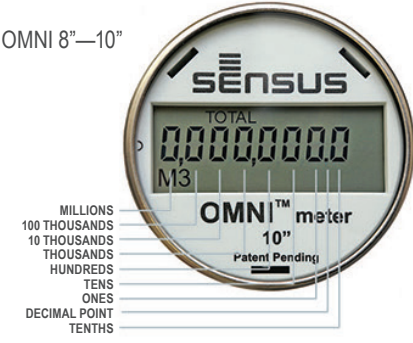 OMNI 8”—10”
SENSUS
TOTAL
0,000,000.0
M3
OMNI™ meter
10”
Patent Pending
MILLIONS
100 THOUSANDS
10 THOUSANDS
THOUSANDS
HUNDREDS
TENS
ONES
DECIMAL POINT
TENTHS